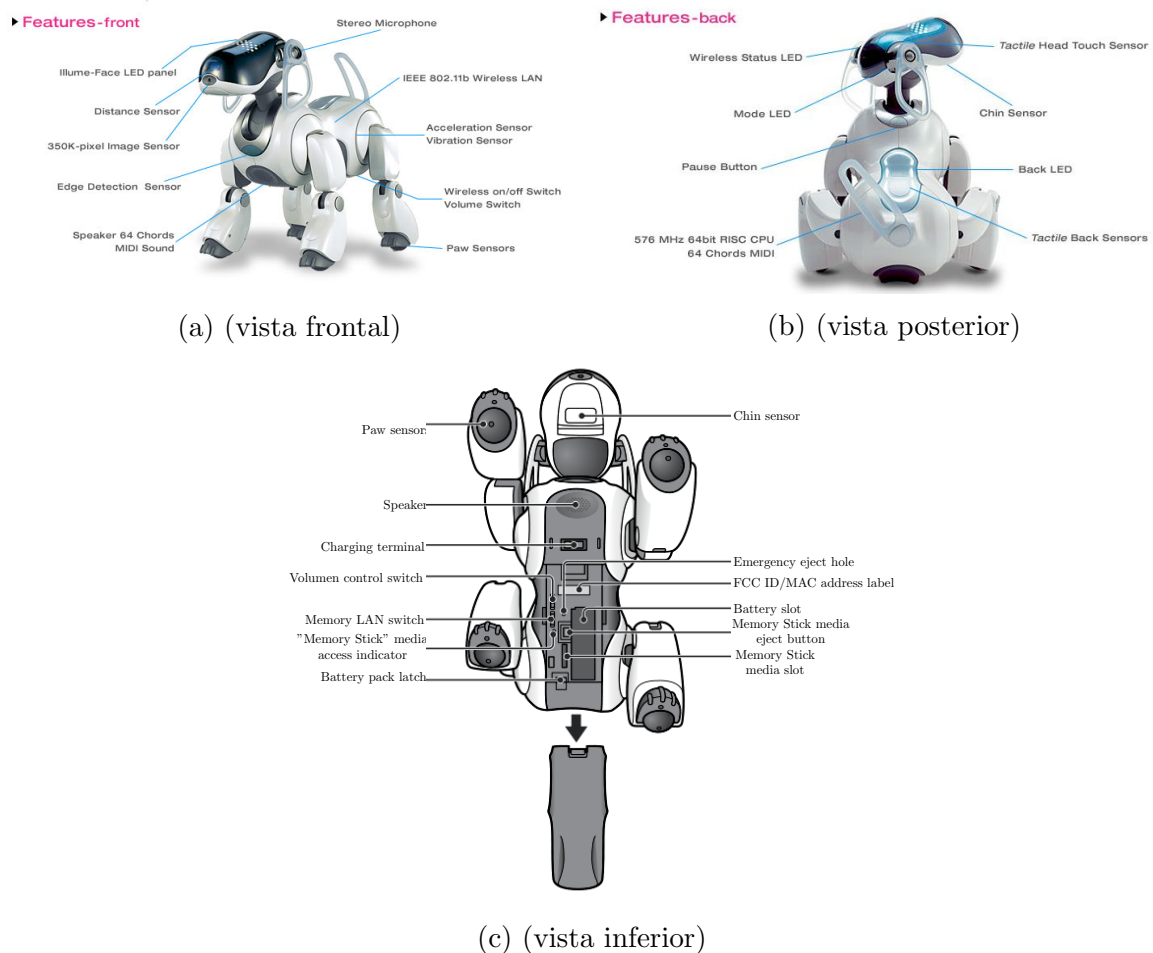 Features-front
Stereo Microphone
Illume-Face LED panel
IEEE 802.11b Wireless LAN
Distance Sensor
Acceleration Sensor
Vibration Sensor
350K-pixel Image Sensor
Edge Detection Sensor
Wireless on/off Switch
Volume Switch
Speaker 64 Chords
MIDI Sound
Paw Sensors
(a) (vista frontal)
Features-back
Wireless Status LED
Tactile Head Touch Sensor
Mode LED
Chin Sensor
Pause Button
Back LED
576 MHz 64bit RISC CPU
64 Chords MIDI
Tactile Back Sensors
(b) (vista posterior)
Paw sensor
Chin sensor
Speaker
Charging terminal
Emergency eject hole
Volumen control switch
FCC ID/MAC address label
Battery slot
Memory LAN switch
Memory Stick media
eject button
"Memory Stick" media
access indicator
Memory Stick
media slot
Battery pack latch
(c) (vista inferior)